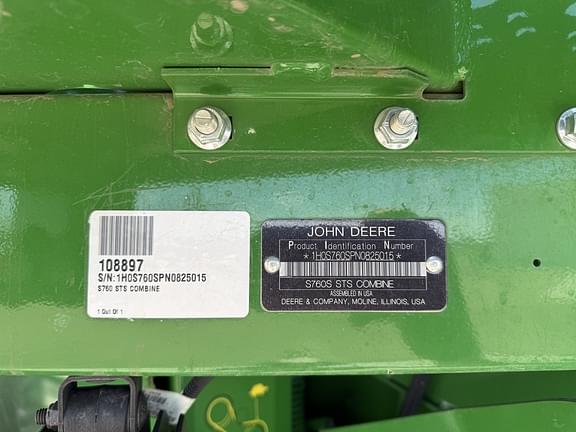 108897
S/N: 1H0S760SPN0825015
S760 STS COMBINE
1 Out Of 1
JOHN DEERE
Product Identification Number
*1H0S760SPN0825015*
S760S STS COMBINE
ASSEMBLED IN USA
DEERE & COMPANY, MOLINE, ILLINOIS, USA